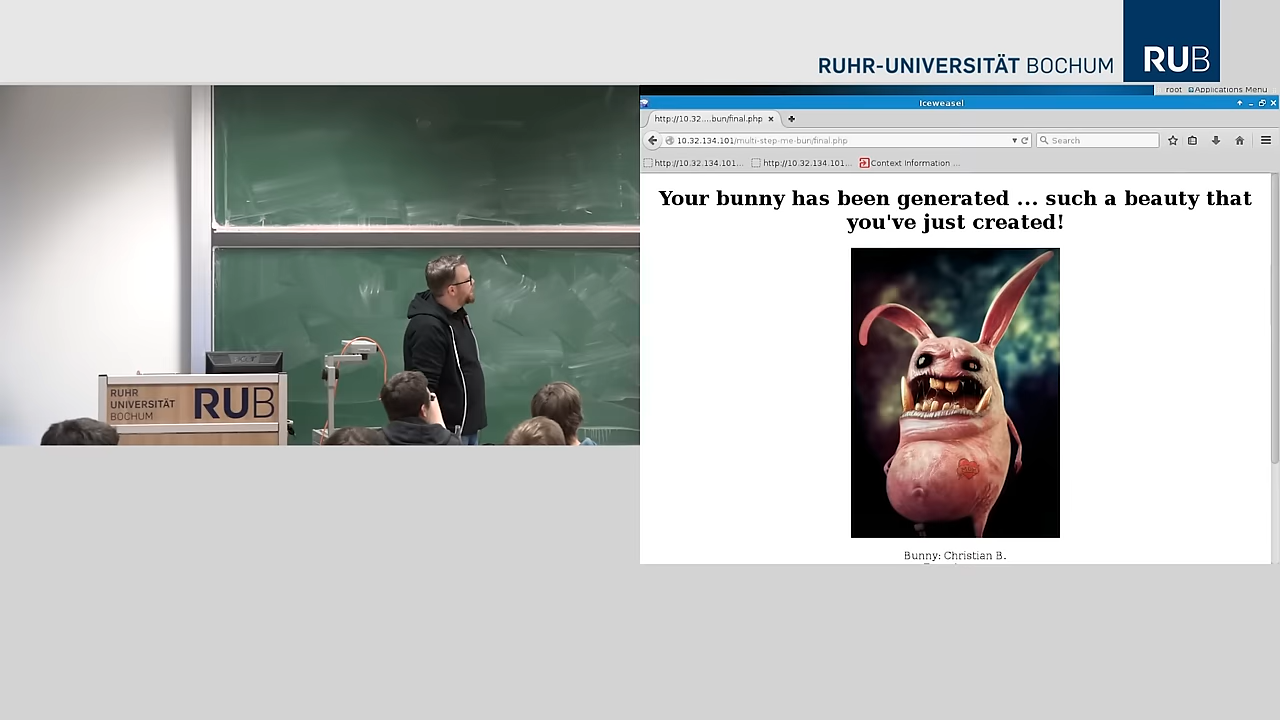 RUHR-UNIVERSITÄT BOCHUM
RUB
root Applications Menu
Iceweasel
http://10.32....bun/final.php
10.32.134.101/multi-step-me-bun/final.php
Search
http://10.32.134.101...
http://10.32.134.101...
Context Information ...
Your bunny has been generated ... such a beauty that
you've just created!
Bunny: Christian B.
RUHR
UNIVERSITÄT
BOCHUM
RUB